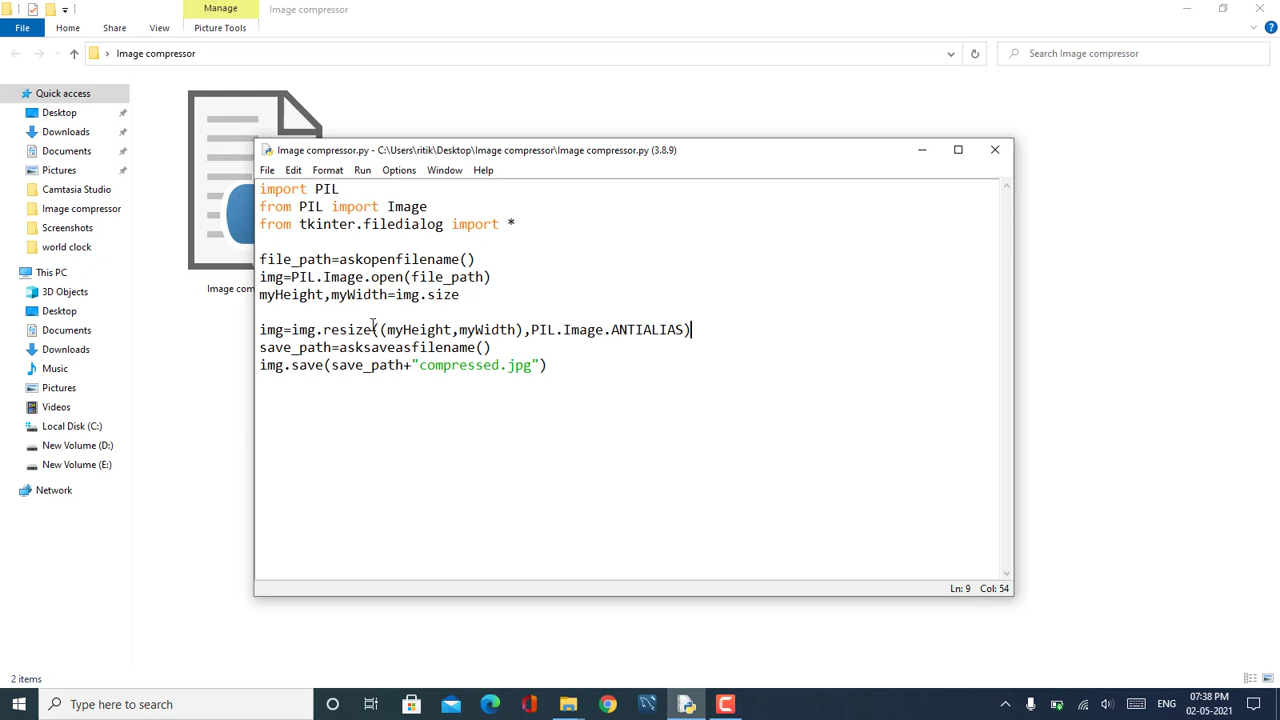 Manage
Image compressor
File
Home
Share
View
Picture Tools
Image compressor
Search Image compressor
Quick access
Desktop
Downloads
Documents
Pictures
Camtasia Studio
Image compressor
Screenshots
world clock
This PC
3D Objects
Desktop
Documents
Downloads
Music
Pictures
Videos
Local Disk (C:)
New Volume (D:)
New Volume (E:)
Network
Image com
Image compressor.py - C:\Users\ritik\Desktop\Image compressor\Image compressor.py (3.8.9)
File Edit Format Run Options Window Help
import PIL
from PIL import Image
from tkinter.filedialog import *
file_path=askopenfilename()
img=PIL.Image.open(file_path)
myHeight,myWidth=img.size
img=img.resize((myHeight,myWidth),PIL.Image.ANTIALIAS)
save_path=asksaveasfilename()
img.save(save_path+"compressed.jpg")
Ln: 9 Col: 54
2 items
Type here to search
ENG
07:38 PM
02-05-2021